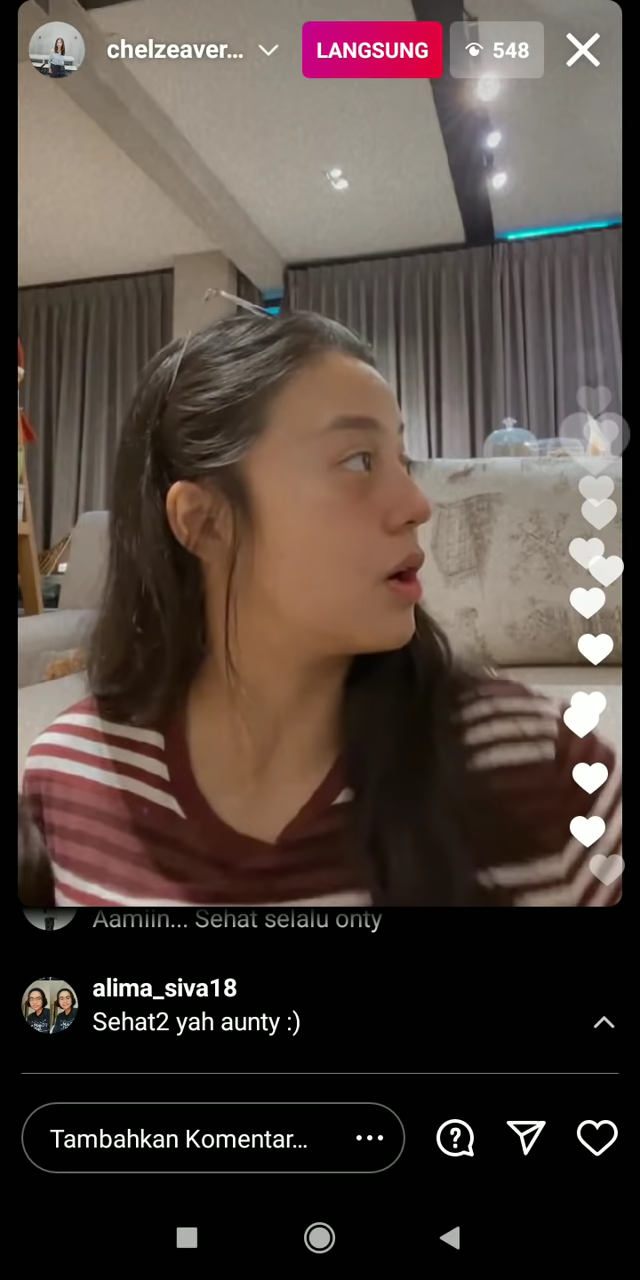 chelzeaver...
LANGSUNG
548
Aamiin... Sehat selalu onty
alima_siva18
Sehat2 yah aunty :)
Tambahkan Komentar...